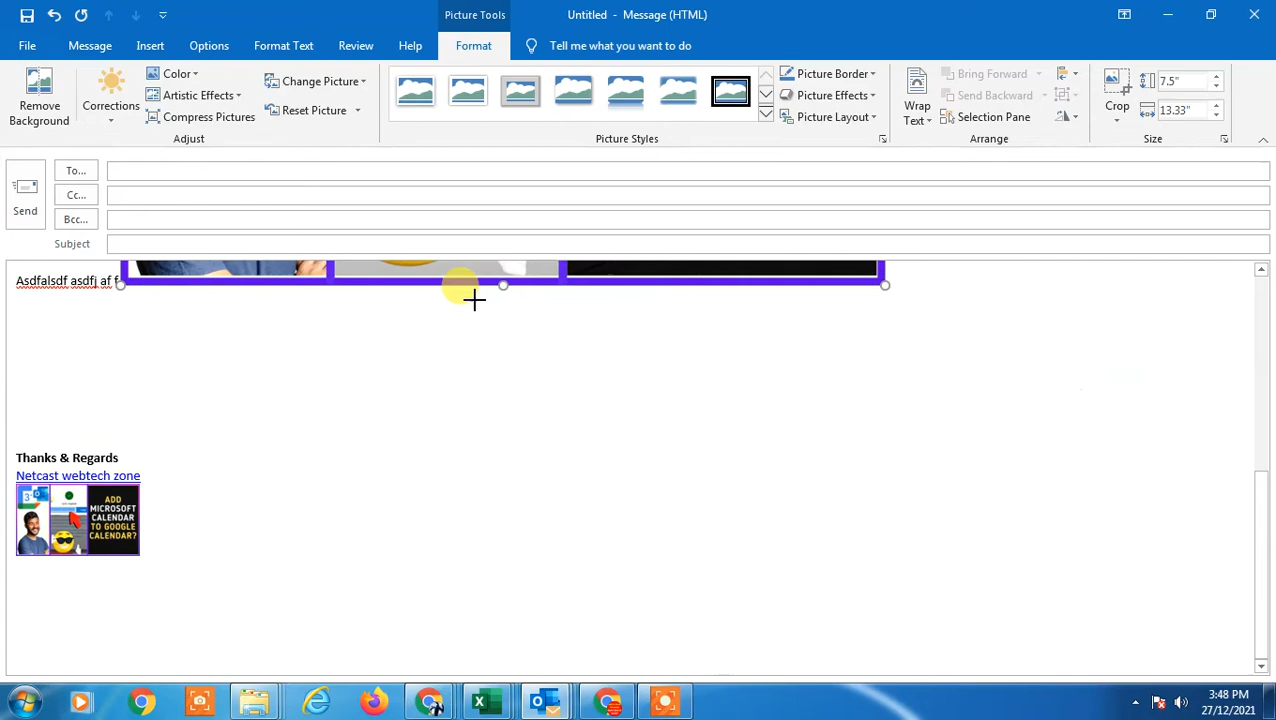 Picture Tools
Untitled - Message (HTML)
File
Message
Insert
Options
Format Text
Review
Help
Format
Tell me what you want to do
Remove Background
Corrections
Color
Artistic Effects
Compress Pictures
Change Picture
Reset Picture
Adjust
Picture Styles
Picture Border
Picture Effects
Picture Layout
Wrap Text
Bring Forward
Send Backward
Selection Pane
Arrange
Crop
7.5"
13.33"
Size
Send
To...
Cc...
Bcc...
Subject
Asdfalsdf asdfj af f
Thanks & Regards
Netcast webtech zone
ADD
MICROSOFT
CALENDAR
TO GOOGLE
CALENDAR?
3:48 PM
27/12/2021